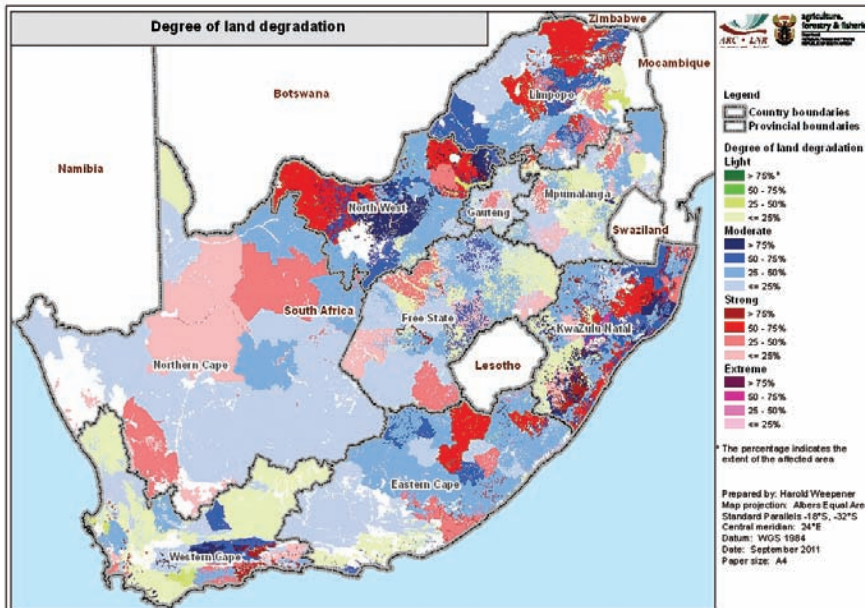 Degree of land degradation
Zimbabwe
ARC • LNR
agriculture,
forestry & fisheries
Mocambique
Botswana
Limpopo
Namibia
North West
Mpumalanga
Gauteng
Swaziland
South Africa
Free State
KwaZulu Natal
Northern Cape
Lesotho
Eastern Cape
Western Cape
Legend
Country boundaries
Provincial boundaries
Degree of land degradation
Light
> 75% *
50 - 75%
25 - 50%
<= 25%
Moderate
> 75%
50 - 75%
25 - 50%
<= 25%
Strong
> 75%
50 - 75%
25 - 50%
<= 25%
Extreme
> 75%
50 - 75%
25 - 50%
<= 25%
* The percentage indicates the
extent of the affected area
Prepared by: Harold Weepener
Map projection: Albers Equal Area
Standard Parallels -18°S, -32°S
Central meridian: 24°E
Datum: WGS 1984
Date: September 2011
Paper size: A4